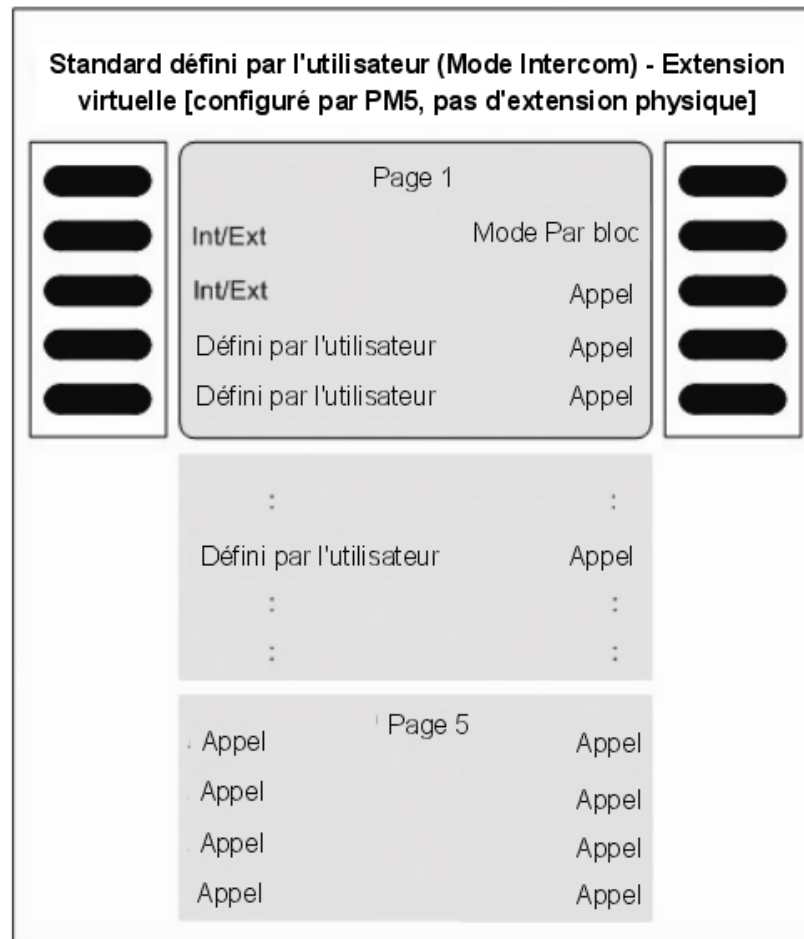 Standard défini par l'utilisateur (Mode Intercom) - Extension
virtuelle [configuré par PM5, pas d'extension physique]
Page 1
Int/Ext Mode Par bloc
Int/Ext Appel
Défini par l'utilisateur Appel
Défini par l'utilisateur Appel
: :
Défini par l'utilisateur Appel
: :
: :
Page 5
Appel Appel
Appel Appel
Appel Appel
Appel Appel